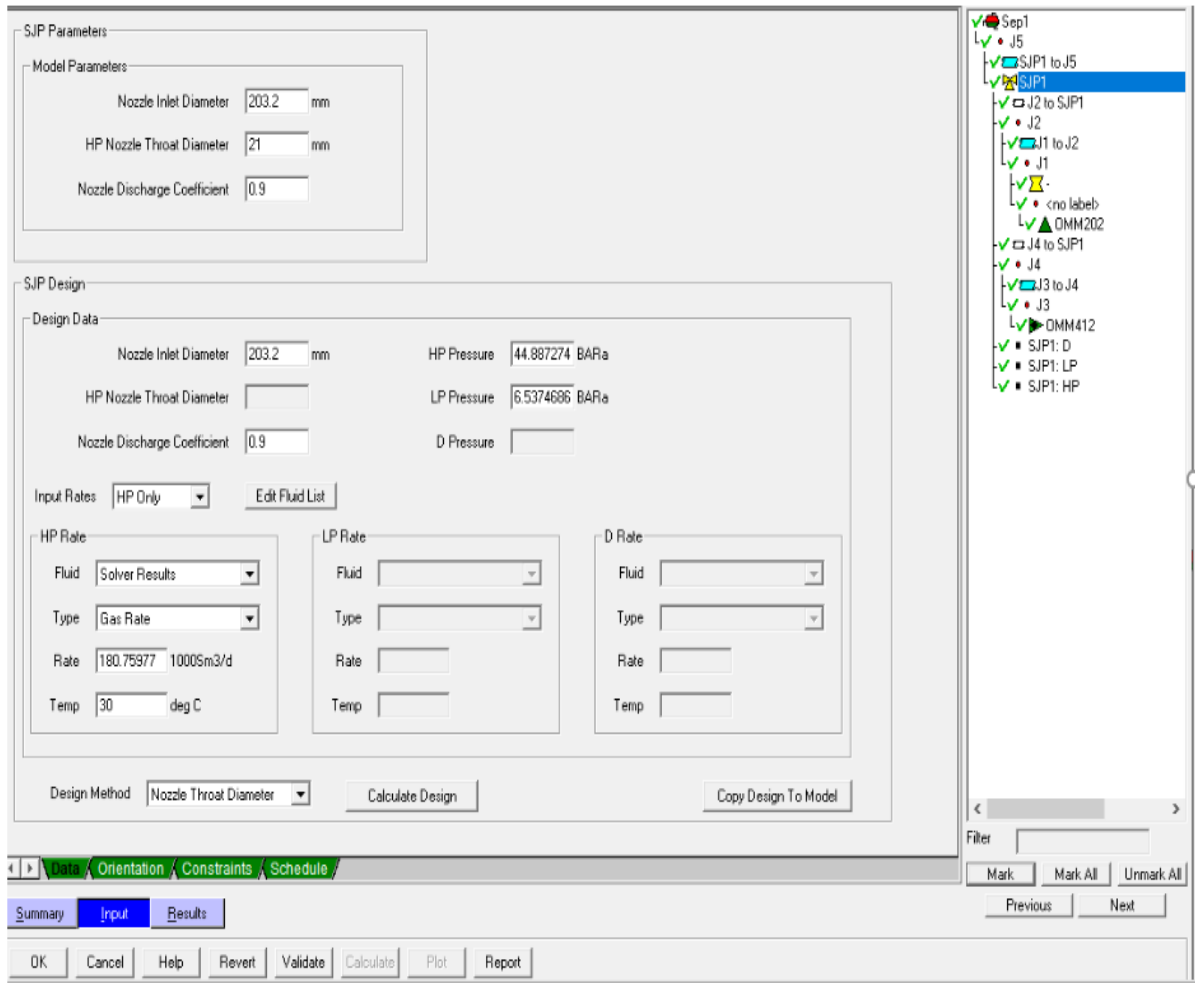 SJP Parameters
Model Parameters
Nozzle Inlet Diameter 203.2 mm
HP Nozzle Throat Diameter 21 mm
Nozzle Discharge Coefficient 0.9
SJP Design
Design Data
Nozzle Inlet Diameter 203.2 mm HP Pressure 44.887274 BARa
HP Nozzle Throat Diameter LP Pressure 6.5374686 BARa
Nozzle Discharge Coefficient 0.9 D Pressure
Input Rates HP Only Edit Fluid List
HP Rate LP Rate D Rate
Fluid Solver Results Fluid Fluid
Type Gas Rate Type Type
Rate 180.75977 1000Sm3/d Rate Rate
Temp 30 deg C Temp Temp
Design Method Nozzle Throat Diameter Calculate Design Copy Design To Model
Data Orientation Constraints Schedule
Summary Input Results
OK Cancel Help Revert Validate Calculate Plot Report
Sep1
J5
SJP1 to J5
SJP1
J2 to SJP1
J2
J1 to J2
J1
-
<no label>
OMM202
J4 to SJP1
J4
J3 to J4
J3
OMM412
SJP1: D
SJP1: LP
SJP1: HP
Filter
Mark Mark All Unmark All
Previous Next